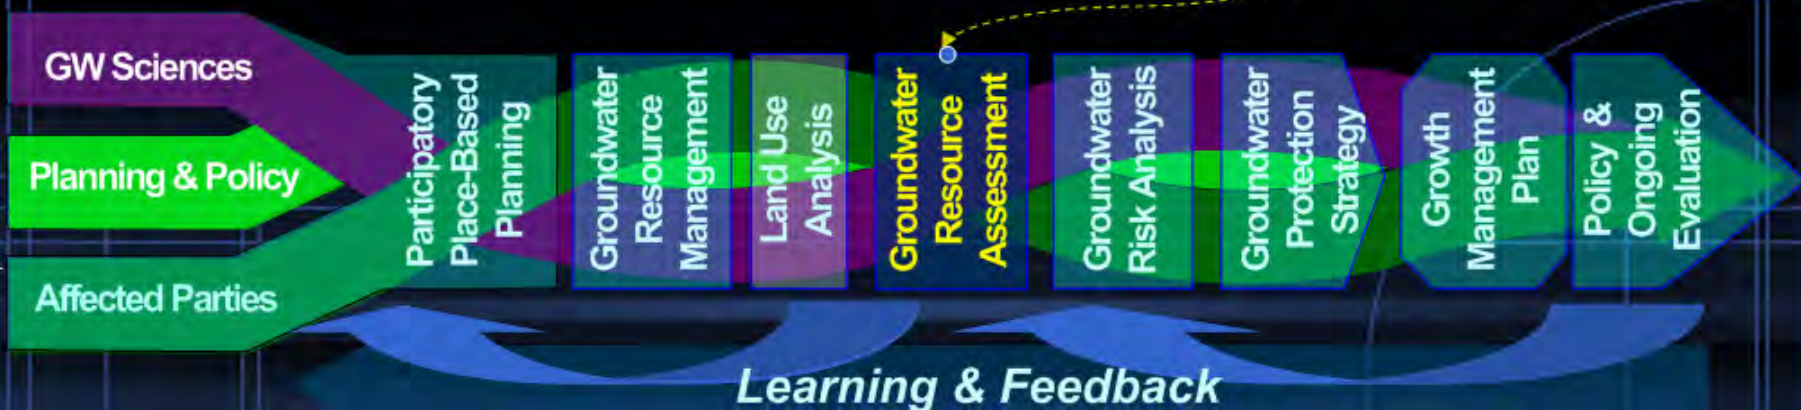 GW Sciences
Planning & Policy
Affected Parties
Participatory
Place-Based
Planning
Groundwater
Resource
Management
Land Use
Analysis
Groundwater
Resource
Assessment
Groundwater
Risk Analysis
Groundwater
Protection
Strategy
Growth
Management
Plan
Policy &
Ongoing
Evaluation
Learning & Feedback